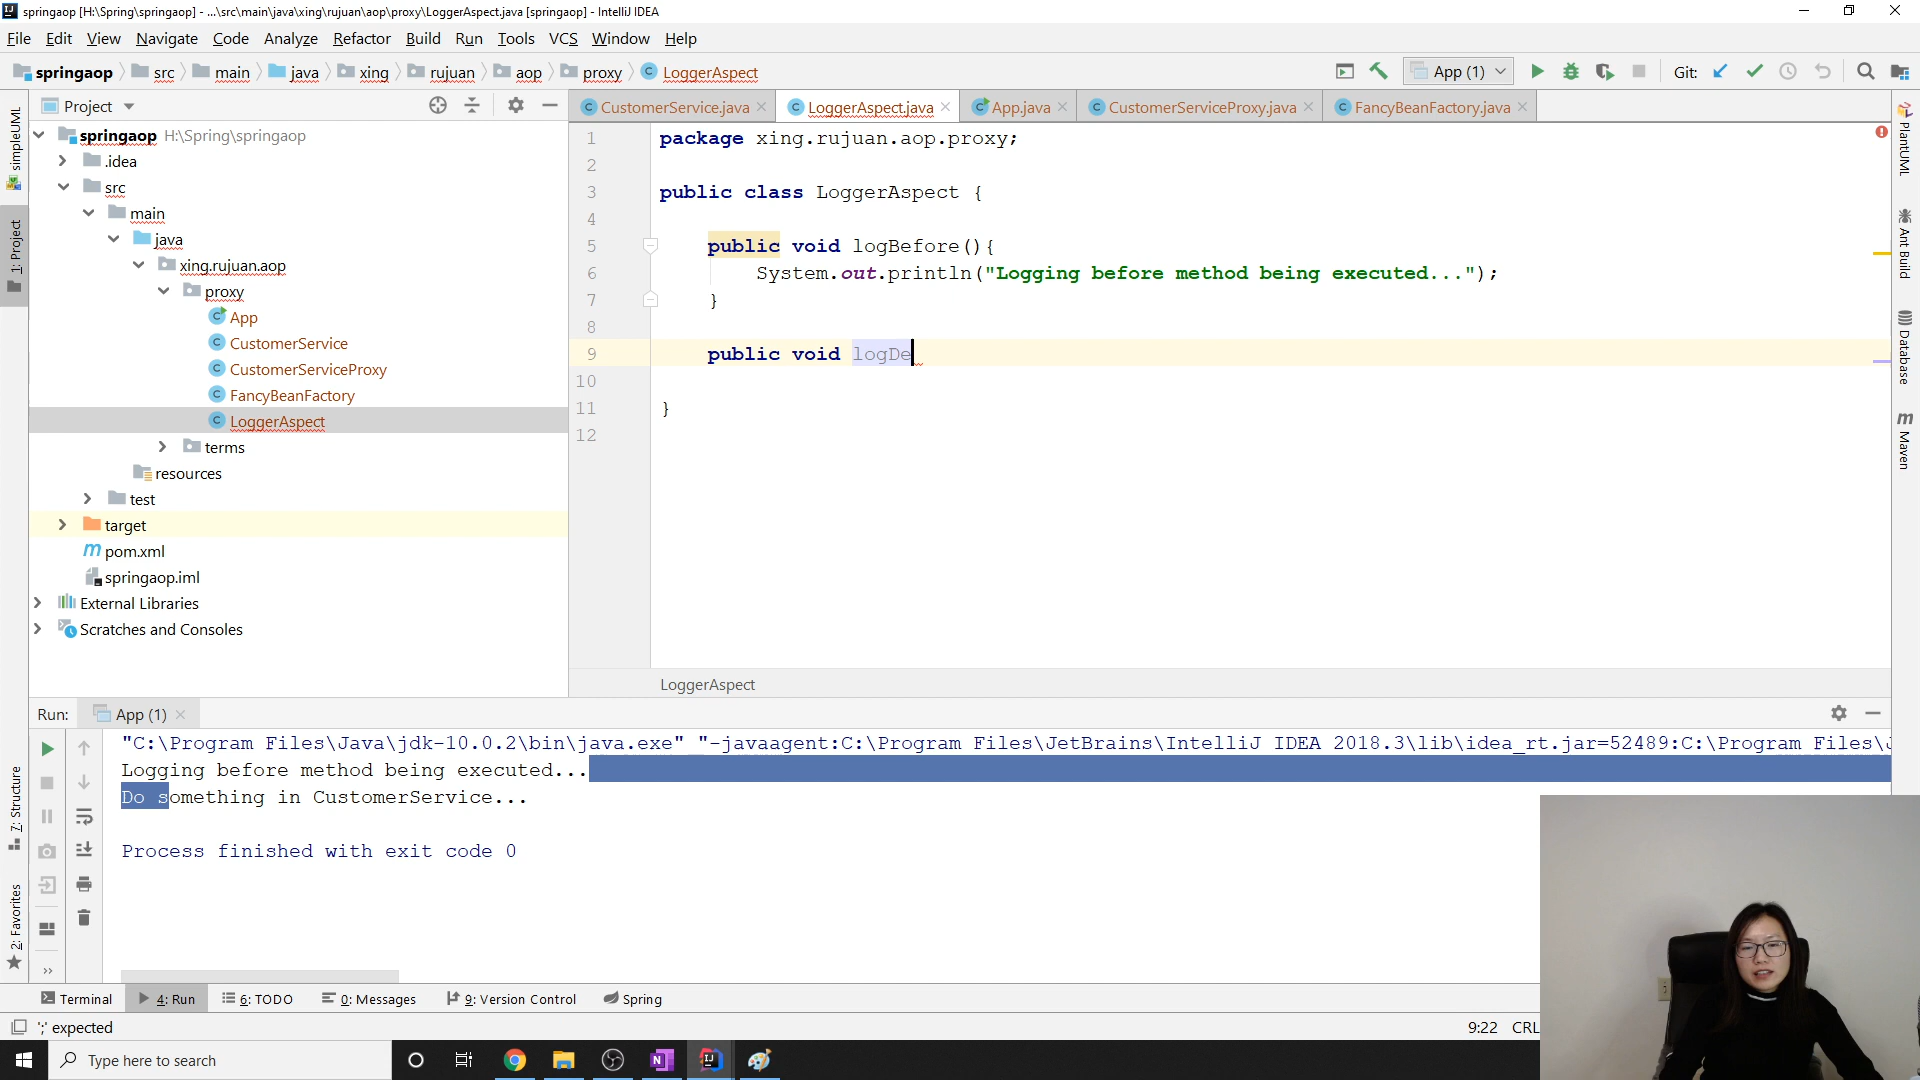 springaop [H:\Spring\springaop] - ...\src\main\java\xing\rujuan\aop\proxy\LoggerAspect.java [springaop] - IntelliJ IDEA
File Edit View Navigate Code Analyze Refactor Build Run Tools VCS Window Help
springaop src main java xing rujuan aop proxy LoggerAspect App (1) Git:
Project
CustomerService.java LoggerAspect.java App.java CustomerServiceProxy.java FancyBeanFactory.java
springaop H:\Spring\springaop
.idea
src
main
java
xing.rujuan.aop
proxy
App
CustomerService
CustomerServiceProxy
FancyBeanFactory
LoggerAspect
terms
resources
test
target
pom.xml
springaop.iml
External Libraries
Scratches and Consoles
1 package xing.rujuan.aop.proxy;
2
3 public class LoggerAspect {
4
5 public void logBefore(){
6 System.out.println("Logging before method being executed...");
7 }
8
9 public void logDe
10
11 }
12
LoggerAspect
simpleUML
1: Project
7: Structure
2: Favorites
PlantUML
Ant Build
Database
Maven
Run: App (1)
"C:\Program Files\Java\jdk-10.0.2\bin\java.exe" "-javaagent:C:\Program Files\JetBrains\IntelliJ IDEA 2018.3\lib\idea_rt.jar=52489:C:\Program Files\J
Logging before method being executed...
Do something in CustomerService...
Process finished with exit code 0
Terminal 4: Run 6: TODO 0: Messages 9: Version Control Spring
';' expected 9:22 CRL
Type here to search